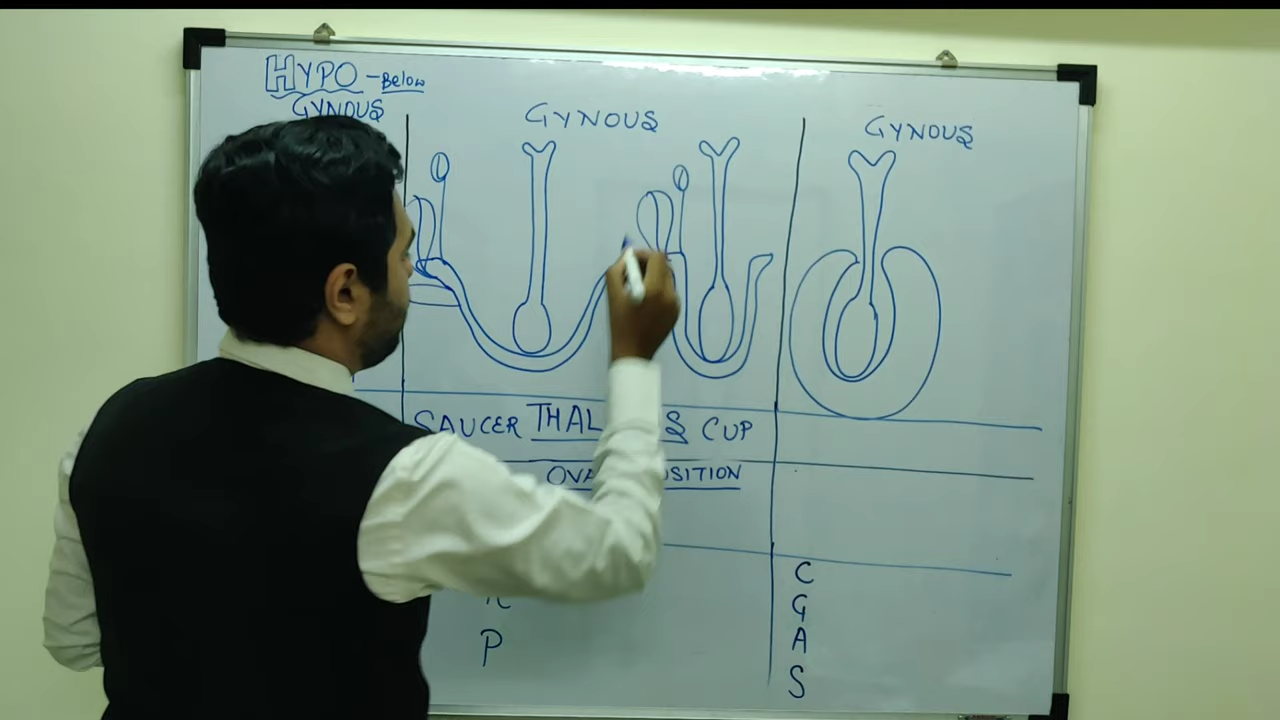 HYPO - Below
GYNOUS
GYNOUS
GYNOUS
SAUCER THAL S CUP
OVA SITION
P
C
G
A
S